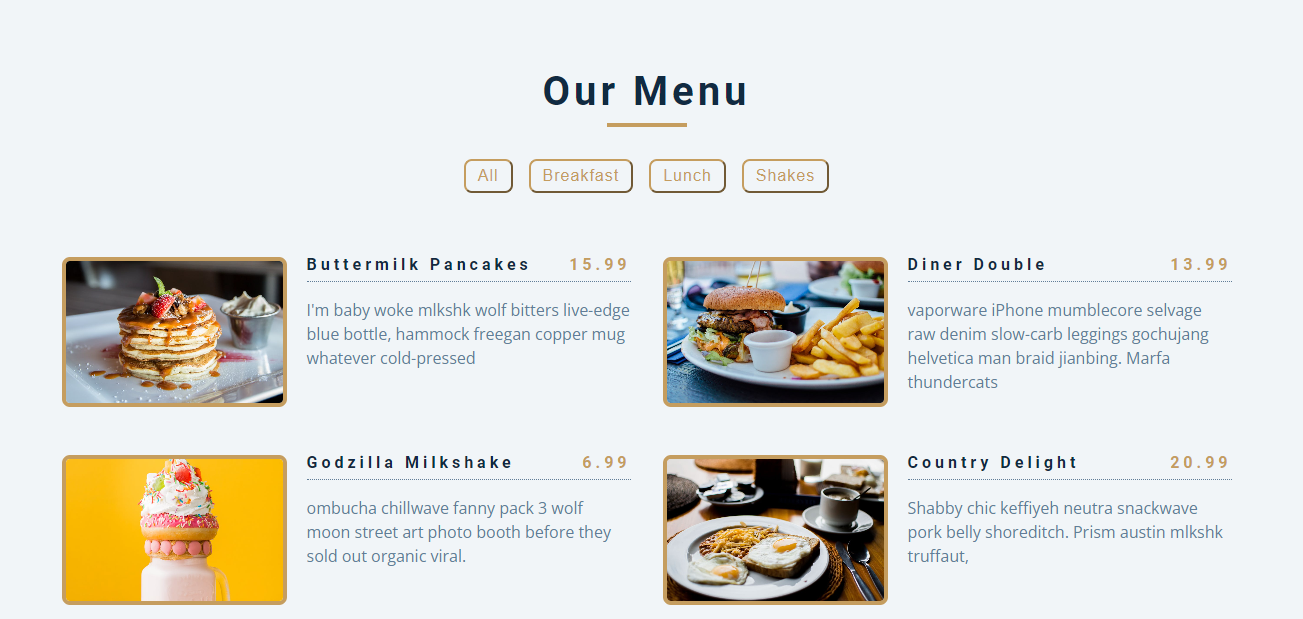 Our Menu
All Breakfast Lunch Shakes
Buttermilk Pancakes 15.99
I'm baby woke mlkshk wolf bitters live-edge
blue bottle, hammock freegan copper mug
whatever cold-pressed
Diner Double 13.99
vaporware iPhone mumblecore selvage
raw denim slow-carb leggings gochujang
helvetica man braid jianbing. Marfa
thundercats
Godzilla Milkshake 6.99
ombucha chillwave fanny pack 3 wolf
moon street art photo booth before they
sold out organic viral.
Country Delight 20.99
Shabby chic keffiyeh neutra snackwave
pork belly shoreditch. Prism austin mlkshk
truffaut,